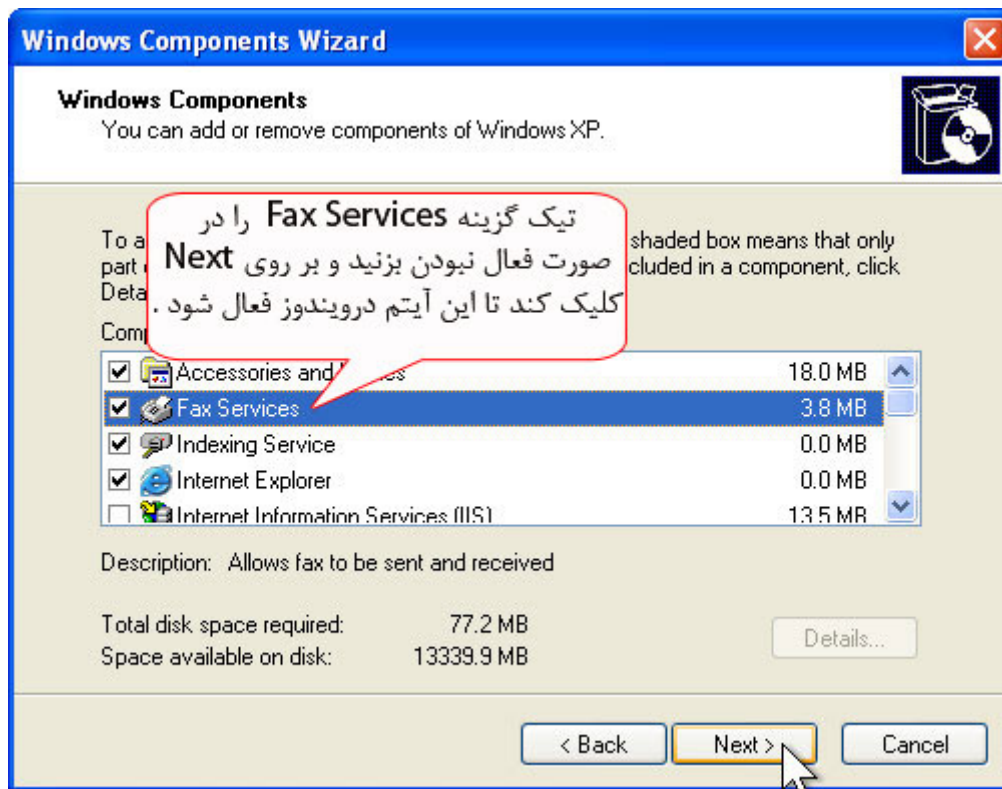 Windows Components Wizard
Windows Components
You can add or remove components of Windows XP.
تیک گزینه Fax Services را در
صورت فعال نبودن بزنید و بر روی Next
کلیک کند تا این آیتم درویندوز فعال شود .
To a shaded box means that only
part cluded in a component, click
Deta
Comp
Accessories and 18.0 MB
Fax Services 3.8 MB
Indexing Service 0.0 MB
Internet Explorer 0.0 MB
Internet Information Services (IIS) 13.5 MB
Description: Allows fax to be sent and received
Total disk space required: 77.2 MB
Space available on disk: 13339.9 MB
Details...
< Back Next > Cancel